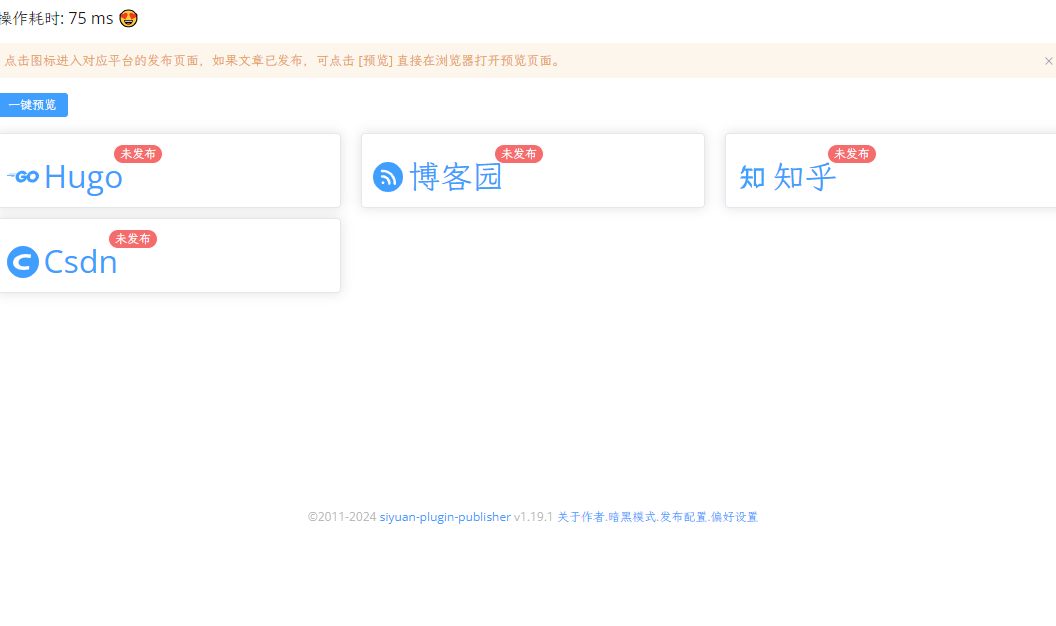 操作耗时: 75 ms 😍
点击图标进入对应平台的发布页面，如果文章已发布，可点击 [预览] 直接在浏览器打开预览页面。
一键预览
未发布
GO Hugo
未发布
博客园
未发布
知 知乎
未发布
C Csdn
©2011-2024 siyuan-plugin-publisher v1.19.1 关于作者.暗黑模式.发布配置.偏好设置